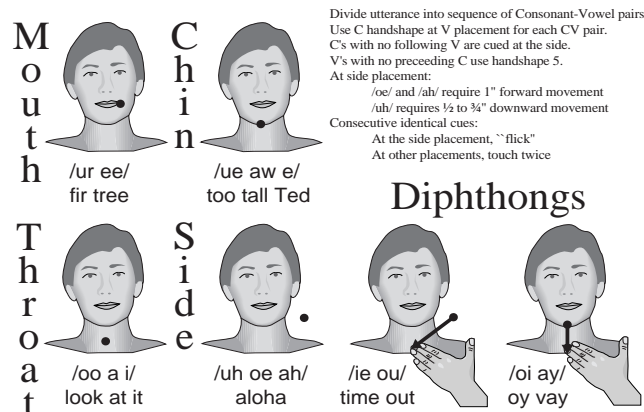 Mouth
/ur ee/
fir tree
Chin
/ue aw e/
too tall Ted
Divide utterance into sequence of Consonant-Vowel pairs
Use C handshape at V placement for each CV pair.
C's with no following V are cued at the side.
V's with no preceeding C use handshape 5.
At side placement:
/oe/ and /ah/ require 1" forward movement
/uh/ requires ½ to ¾" downward movement
Consecutive identical cues:
At the side placement, ``flick"
At other placements, touch twice
Diphthongs
Throat
/oo a i/
look at it
Side
/uh oe ah/
aloha
/ie ou/
time out
/oi ay/
oy vay